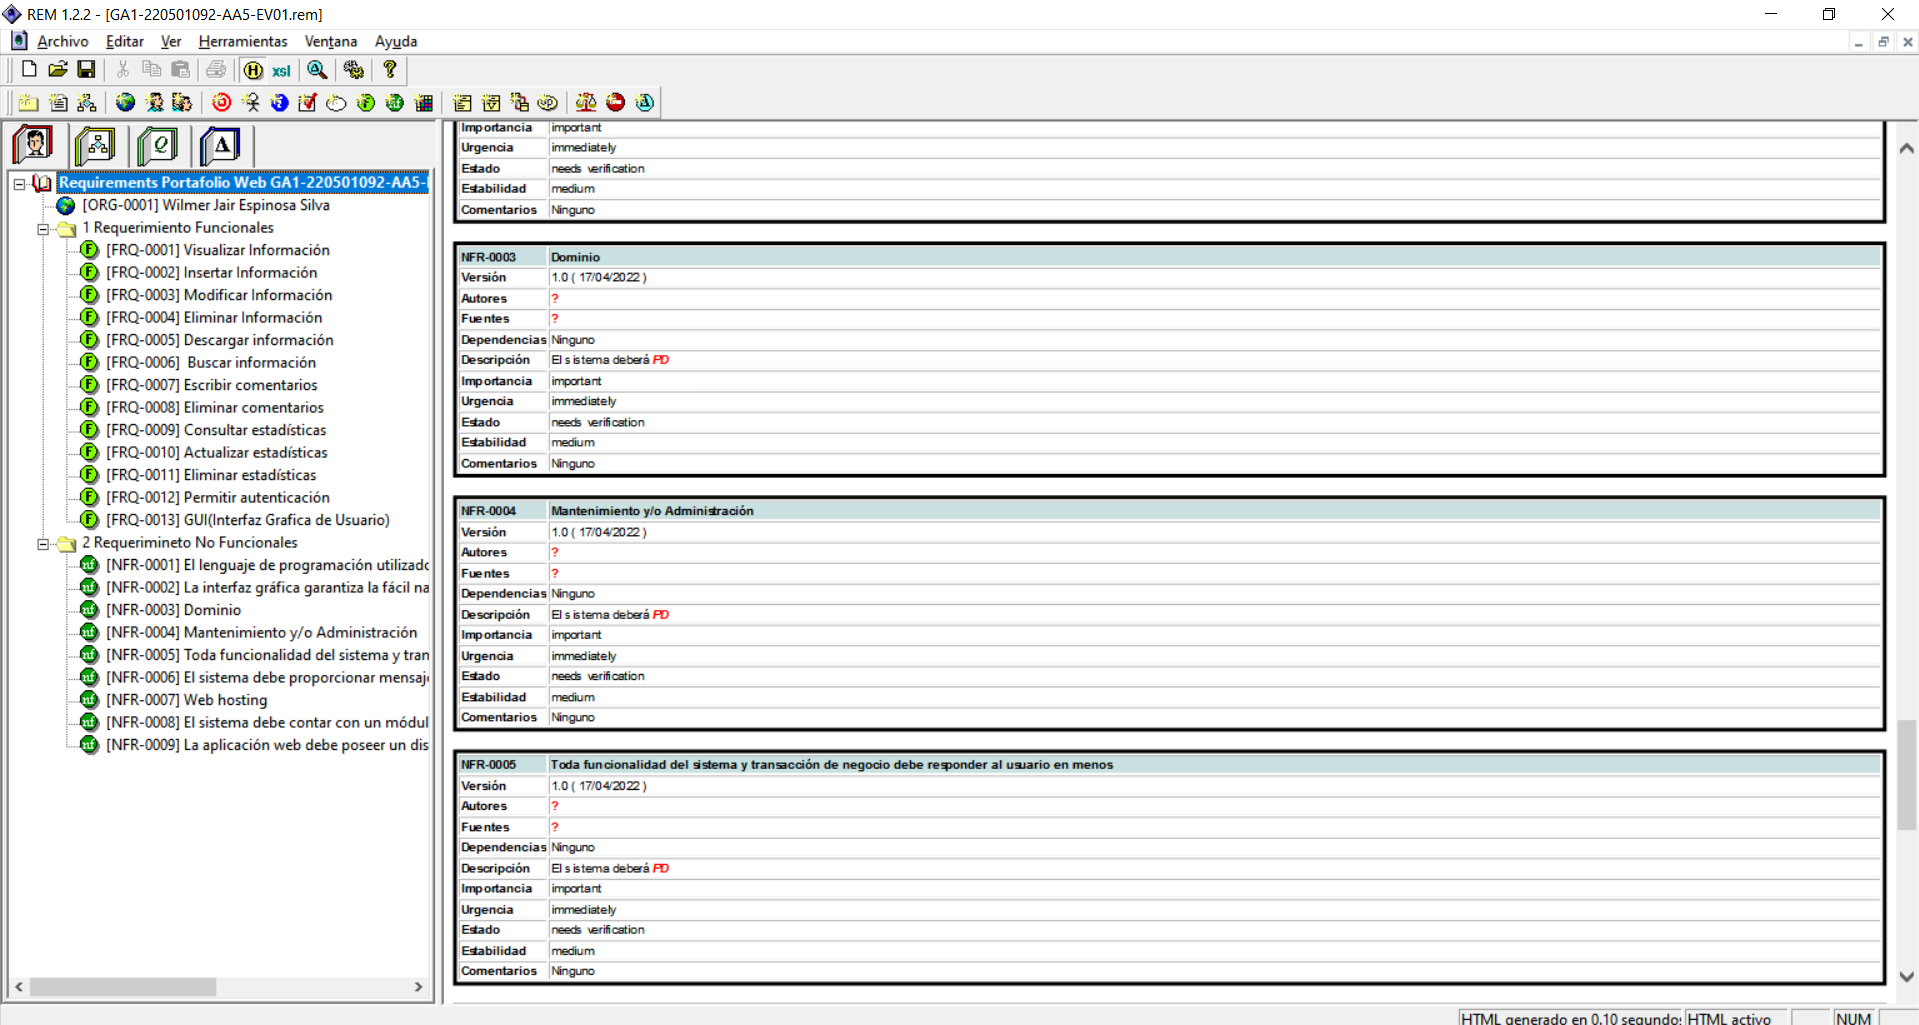 REM 1.2.2 - [GA1-220501092-AA5-EV01.rem]
Archivo Editar Ver Herramientas Ventana Ayuda
H xsl
Q A
Requirements Portafolio Web GA1-220501092-AA5-
[ORG-0001] Wilmer Jair Espinosa Silva
1 Requerimiento Funcionales
[FRQ-0001] Visualizar Información
[FRQ-0002] Insertar Información
[FRQ-0003] Modificar Información
[FRQ-0004] Eliminar Información
[FRQ-0005] Descargar información
[FRQ-0006] Buscar información
[FRQ-0007] Escribir comentarios
[FRQ-0008] Eliminar comentarios
[FRQ-0009] Consultar estadísticas
[FRQ-0010] Actualizar estadísticas
[FRQ-0011] Eliminar estadísticas
[FRQ-0012] Permitir autenticación
[FRQ-0013] GUI(Interfaz Grafica de Usuario)
2 Requerimineto No Funcionales
[NFR-0001] El lenguaje de programación utilizado
[NFR-0002] La interfaz gráfica garantiza la fácil na
[NFR-0003] Dominio
[NFR-0004] Mantenimiento y/o Administración
[NFR-0005] Toda funcionalidad del sistema y tran
[NFR-0006] El sistema debe proporcionar mensaj
[NFR-0007] Web hosting
[NFR-0008] El sistema debe contar con un módul
[NFR-0009] La aplicación web debe poseer un dis
Importancia important
Urgencia immediately
Estado needs verification
Estabilidad medium
Comentarios Ninguno
NFR-0003 Dominio
Versión 1.0 ( 17/04/2022 )
Autores ?
Fuentes ?
Dependencias Ninguno
Descripción El sistema deberá PD
Importancia important
Urgencia immediately
Estado needs verification
Estabilidad medium
Comentarios Ninguno
NFR-0004 Mantenimiento y/o Administración
Versión 1.0 ( 17/04/2022 )
Autores ?
Fuentes ?
Dependencias Ninguno
Descripción El sistema deberá PD
Importancia important
Urgencia immediately
Estado needs verification
Estabilidad medium
Comentarios Ninguno
NFR-0005 Toda funcionalidad del sistema y transacción de negocio debe responder al usuario en menos
Versión 1.0 ( 17/04/2022 )
Autores ?
Fuentes ?
Dependencias Ninguno
Descripción El sistema deberá PD
Importancia important
Urgencia immediately
Estado needs verification
Estabilidad medium
Comentarios Ninguno
HTML generado en 0.10 segundos HTML activo NUM